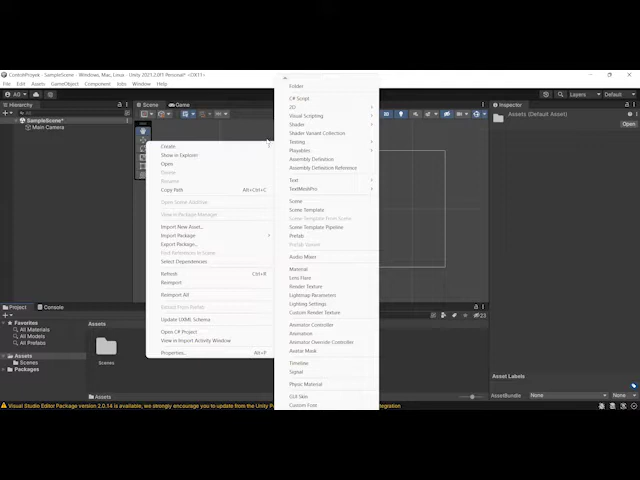 ControlProyek - SampleScene - Windows, Mac, Linux - Unity 2021.2.0f1 Personal* <DX11>
File Edit Assets GameObject Component Jobs Window Help
AO
Layers
Default
Hierarchy
All
SampleScene*
Main Camera
Scene
Game
Inspector
Assets (Default Asset)
Open
Create
Show in Explorer
Open
Delete
Rename
Copy Path Alt+Ctrl+C
Open Scene Additive
View in Package Manager
Import New Asset...
Import Package
Export Package...
Find References In Scene
Select Dependencies
Refresh Ctrl+R
Reimport
Reimport All
Extract From Prefab
Update UXML Schema
Open C# Project
View in Import Activity Window
Properties... Alt+P
Folder
C# Script
2D
Visual Scripting
Shader
Shader Variant Collection
Testing
Playables
Assembly Definition
Assembly Definition Reference
Text
TextMeshPro
Scene
Scene Template
Scene Template From Scene
Scene Template Pipeline
Prefab
Prefab Variant
Audio Mixer
Material
Lens Flare
Render Texture
Lightmap Parameters
Lighting Settings
Custom Render Texture
Animator Controller
Animation
Animator Override Controller
Avatar Mask
Timeline
Signal
Physic Material
GUI Skin
Custom Font
Project
Console
23
Favorites
All Materials
All Models
All Prefabs
Assets
Scenes
Packages
Assets
Scenes
Assets
Asset Labels
AssetBundle None None
Visual Studio Editor Package version 2.0.14 is available, we strongly encourage you to update from the Unity Pa